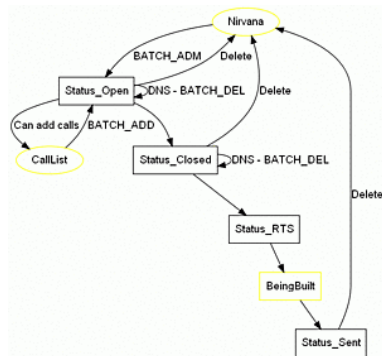 Nirvana
BATCH_ADM
Delete
Status_Open
DNS - BATCH_DEL
Delete
Can add calls
BATCH_ADD
CallList
Status_Closed
DNS - BATCH_DEL
Delete
Status_RTS
BeingBuilt
Status_Sent